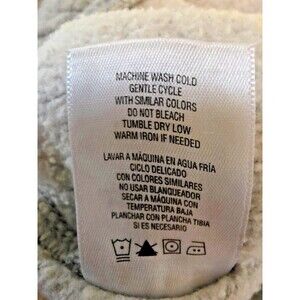 MACHINE WASH COLD
GENTLE CYCLE
WITH SIMILAR COLORS
DO NOT BLEACH
TUMBLE DRY LOW
WARM IRON IF NEEDED
LAVAR A MÁQUINA EN AGUA FRÍA
CICLO DELICADO
CON COLORES SIMILARES
NO USAR BLANQUEADOR
SECAR A MÁQUINA CON
TEMPERATURA BAJA
PLANCHAR CON PLANCHA TIBIA
SI ES NECESARIO